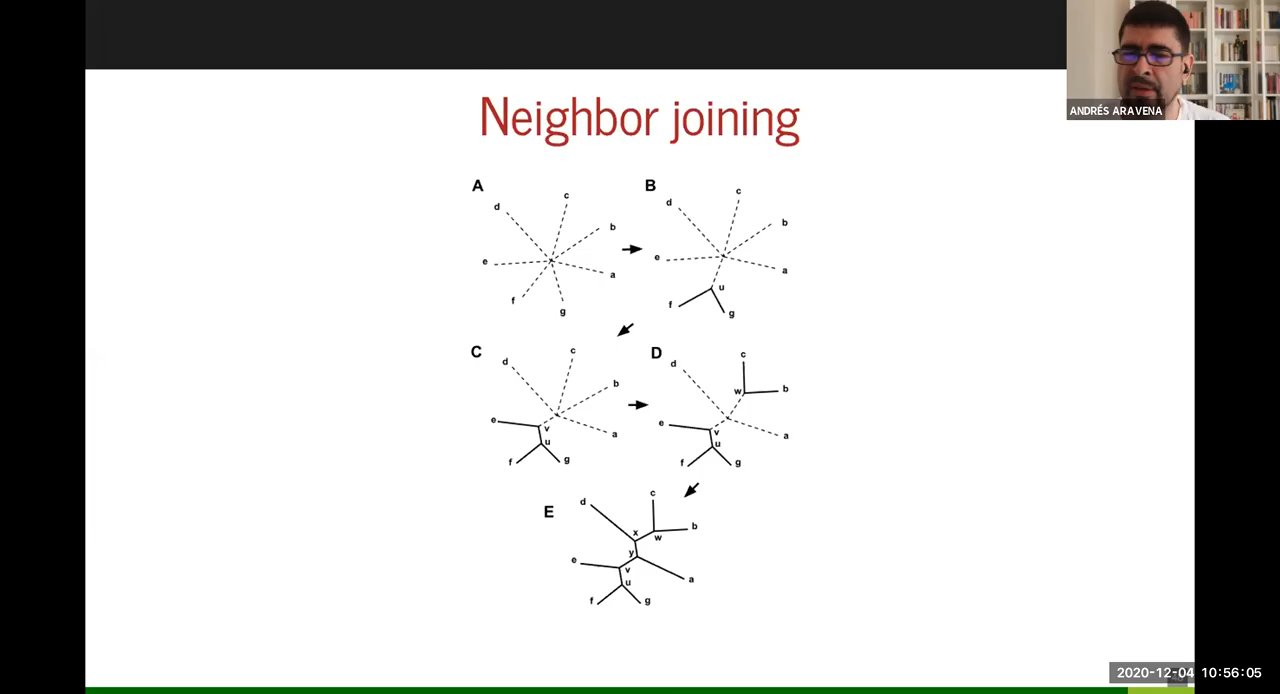 ANDRÉS ARAVENA
Neighbor joining
A
d
c
b
e
a
f
g
B
d
c
b
e
a
u
f
g
C
d
c
b
e
a
v
u
f
g
D
d
c
w
b
e
a
v
u
f
g
E
d
c
b
x
w
y
e
v
a
u
f
g
2020-12-04 10:56:05